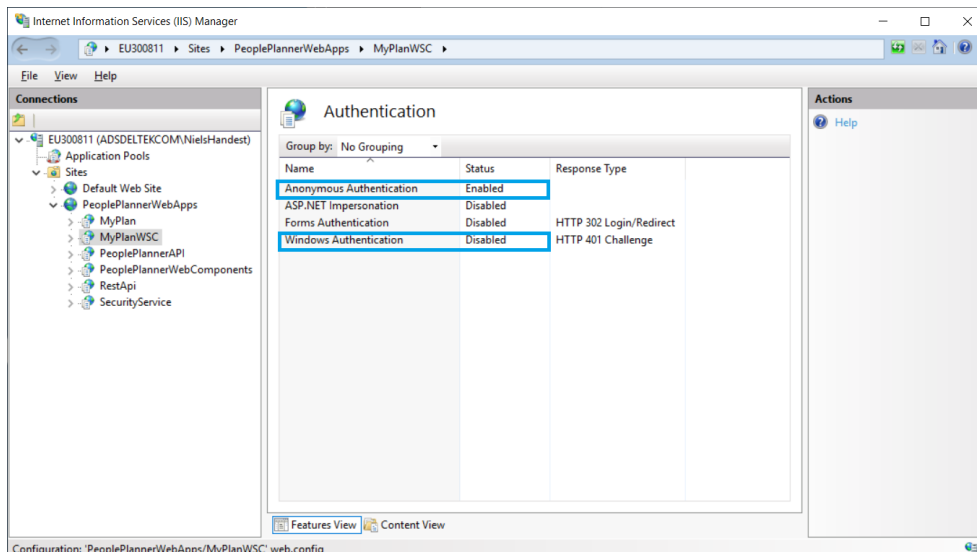 Internet Information Services (IIS) Manager
EU300811 Sites PeoplePlannerWebApps MyPlanWSC
File View Help
Connections
EU300811 (ADSDELTEKCOM\NielsHandest)
Application Pools
Sites
Default Web Site
PeoplePlannerWebApps
MyPlan
MyPlanWSC
PeoplePlannerAPI
PeoplePlannerWebComponents
RestApi
SecurityService
Authentication
Group by: No Grouping
Name Status Response Type
Anonymous Authentication Enabled
ASP.NET Impersonation Disabled
Forms Authentication Disabled HTTP 302 Login/Redirect
Windows Authentication Disabled HTTP 401 Challenge
Features View Content View
Actions
Help
Configuration: 'PeoplePlannerWebApps/MyPlanWSC' web.config